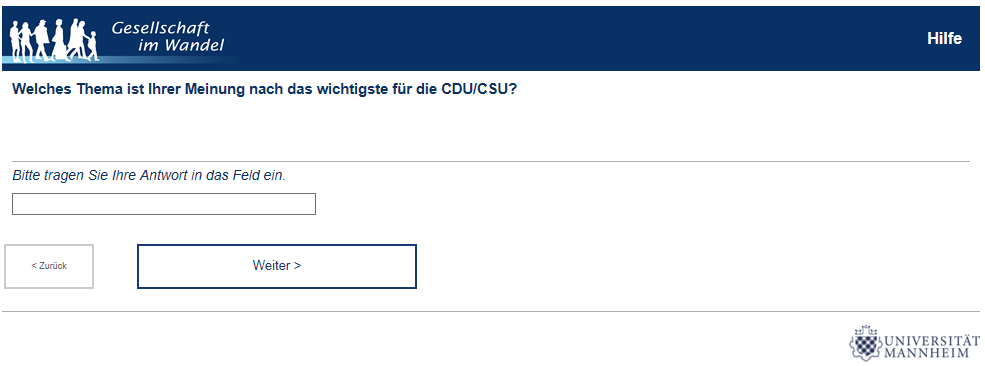 Gesellschaft
im Wandel
Hilfe
Welches Thema ist Ihrer Meinung nach das wichtigste für die CDU/CSU?
Bitte tragen Sie Ihre Antwort in das Feld ein.
< Zurück
Weiter >
UNIVERSITÄT
MANNHEIM